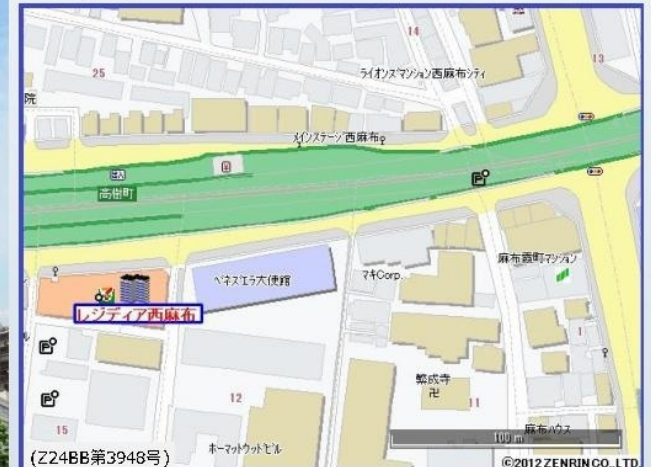 14
13
25
ライオンズマンション西麻布シティ
院
メインステージ西麻布
出入
高樹町
ベネズエラ大使館
マキCorp.
麻布霞町マンション
レジディア西麻布
P
P
P
繁成寺
卍
1
12
11
15
ホーマットウットビル
麻布ハウス
100 m
(Z24BB第3948号)
©2012ZENRIN CO.,LTD